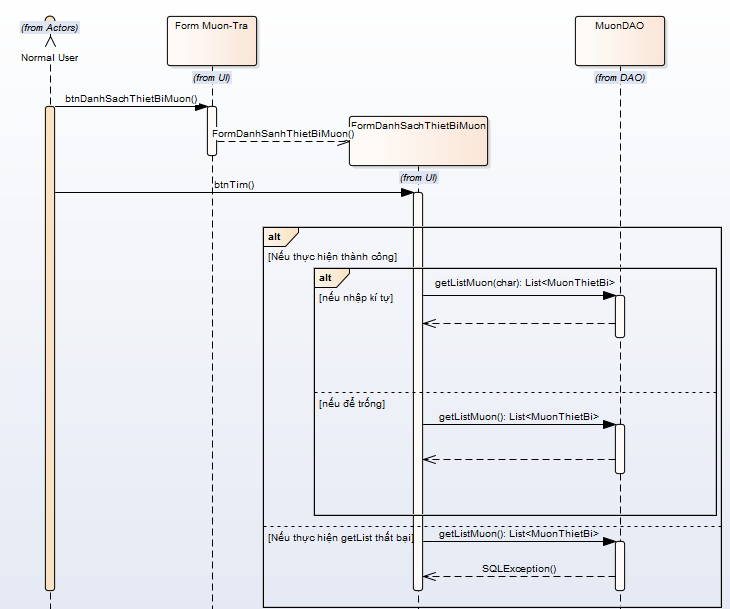 (from Actors)
Normal User
Form Muon-Tra
(from UI)
MuonDAO
(from DAO)
btnDanhSachThietBiMuon()
FormDanhSanhThietBiMuon()
FormDanhSachThietBiMuon
(from UI)
btnTim()
alt
[Nếu thực hiện thành công]
alt
[nếu nhập kí tự]
getListMuon(char): List<MuonThietBi>
[nếu để trống]
getListMuon(): List<MuonThietBi>
[Nếu thực hiện getList thất bại]
getListMuon(): List<MuonThietBi>
SQLException()